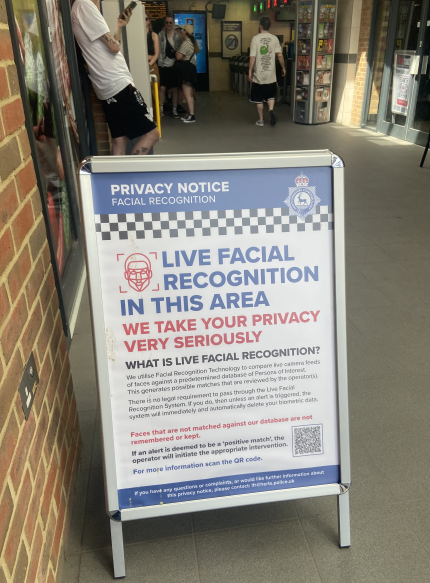 PRIVACY NOTICE
FACIAL RECOGNITION
LIVE FACIAL
RECOGNITION
IN THIS AREA
WE TAKE YOUR PRIVACY
VERY SERIOUSLY
WHAT IS LIVE FACIAL RECOGNITION?
We utilise Facial Recognition Technology to compare live camera feeds
of faces against a predetermined database of Persons of Interest.
This generates possible matches that are reviewed by the operator(s).
There is no legal requirement to pass through the Live Facial
Recognition System. If you do, then unless an alert is triggered, the
system will immediately and automatically delete your biometric data.
Faces that are not matched against our database are not
remembered or kept.
If an alert is deemed to be a 'positive match', the
operator will initiate the appropriate intervention.
For more information scan the QR code.
If you have any questions or complaints, or would like further information about
this privacy notice, please contact